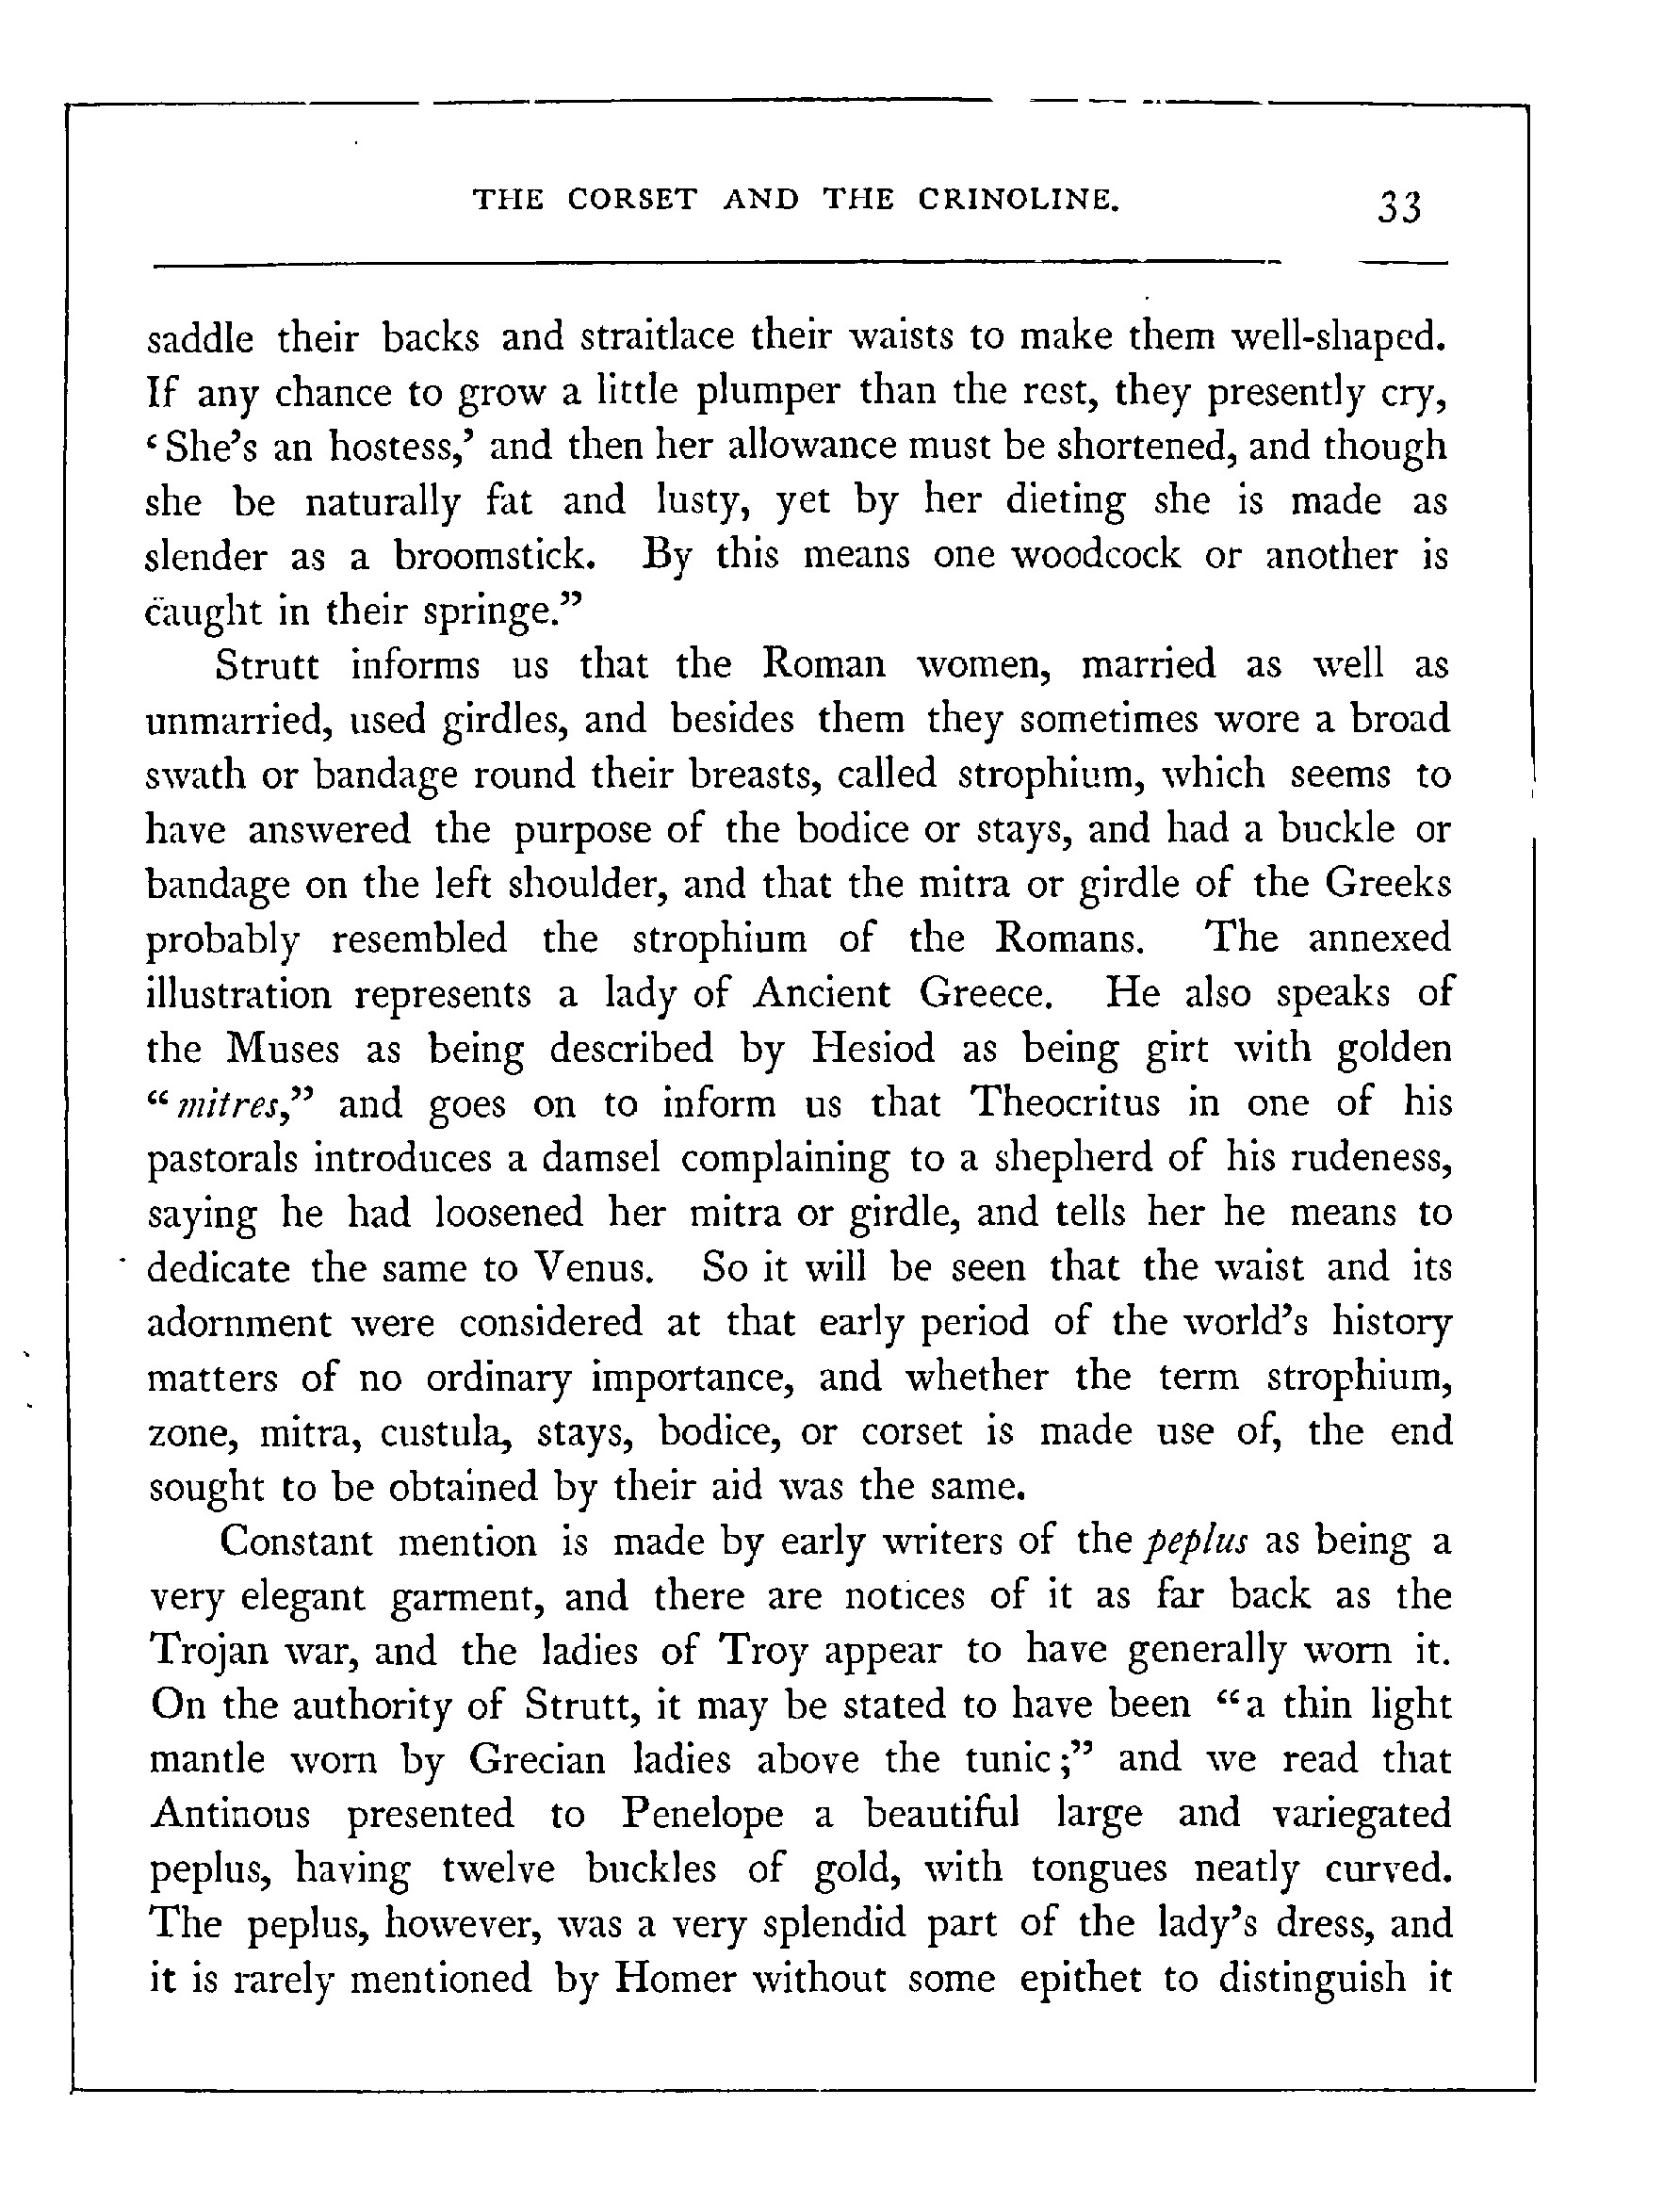 THE CORSET AND THE CRINOLINE. 33
saddle their backs and straitlace their waists to make them well-shaped.
If any chance to grow a little plumper than the rest, they presently cry,
‘She’s an hostess,’ and then her allowance must be shortened, and though
she be naturally fat and lusty, yet by her dieting she is made as
slender as a broomstick. By this means one woodcock or another is
caught in their springe.”
Strutt informs us that the Roman women, married as well as
unmarried, used girdles, and besides them they sometimes wore a broad
swath or bandage round their breasts, called strophium, which seems to
have answered the purpose of the bodice or stays, and had a buckle or
bandage on the left shoulder, and that the mitra or girdle of the Greeks
probably resembled the strophium of the Romans. The annexed
illustration represents a lady of Ancient Greece. He also speaks of
the Muses as being described by Hesiod as being girt with golden
“mitres,” and goes on to inform us that Theocritus in one of his
pastorals introduces a damsel complaining to a shepherd of his rudeness,
saying he had loosened her mitra or girdle, and tells her he means to
dedicate the same to Venus. So it will be seen that the waist and its
adornment were considered at that early period of the world’s history
matters of no ordinary importance, and whether the term strophium,
zone, mitra, custula, stays, bodice, or corset is made use of, the end
sought to be obtained by their aid was the same.
Constant mention is made by early writers of the peplus as being a
very elegant garment, and there are notices of it as far back as the
Trojan war, and the ladies of Troy appear to have generally worn it.
On the authority of Strutt, it may be stated to have been “a thin light
mantle worn by Grecian ladies above the tunic;” and we read that
Antinous presented to Penelope a beautiful large and variegated
peplus, having twelve buckles of gold, with tongues neatly curved.
The peplus, however, was a very splendid part of the lady’s dress, and
it is rarely mentioned by Homer without some epithet to distinguish it